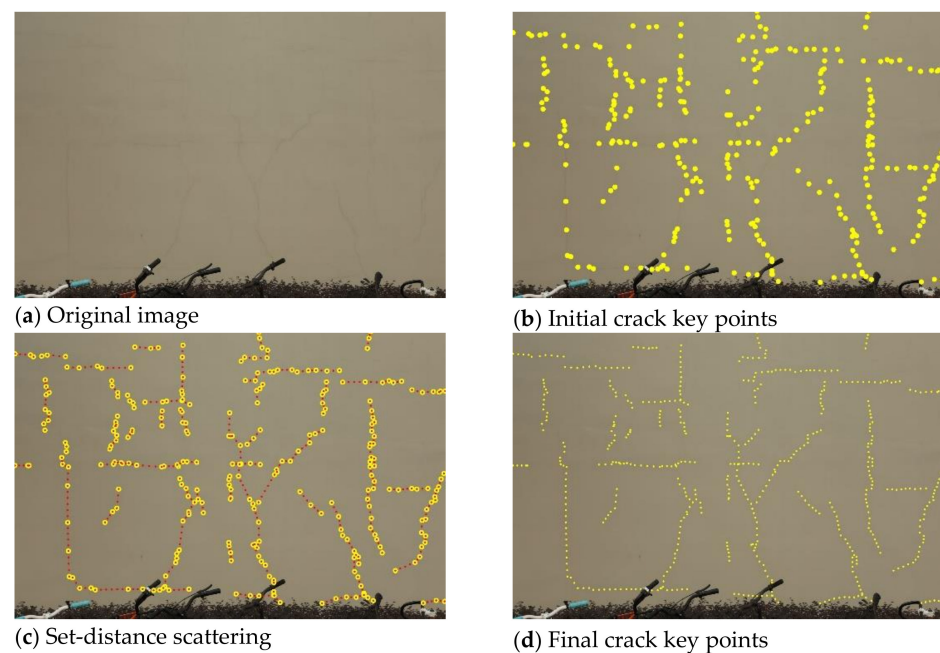 (a) Original image
(b) Initial crack key points
(c) Set-distance scattering
(d) Final crack key points